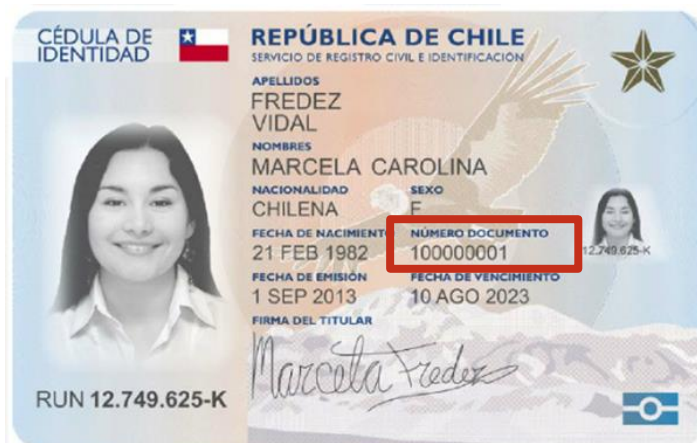 CÉDULA DE
IDENTIDAD
REPÚBLICA DE CHILE
SERVICIO DE REGISTRO CIVIL E IDENTIFICACIÓN
APELLIDOS
FREDEZ
VIDAL
NOMBRES
MARCELA CAROLINA
NACIONALIDAD SEXO
CHILENA F
FECHA DE NACIMIENTO NÚMERO DOCUMENTO
21 FEB 1982 100000001
12.749.625-K
FECHA DE EMISIÓN FECHA DE VENCIMIENTO
1 SEP 2013 10 AGO 2023
FIRMA DEL TITULAR
Marcela Fredez
RUN 12.749.625-K